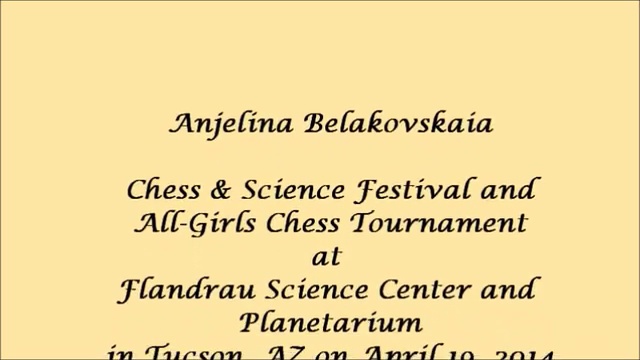 Anjelina Belakovskaia
Chess & Science Festival and
All-Girls Chess Tournament
at
Flandrau Science Center and
Planetarium
in Tucson, AZ on April 19, 2014